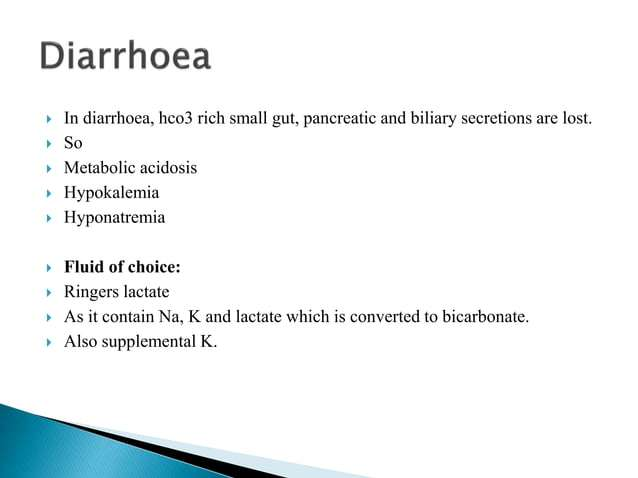 Diarrhoea
In diarrhoea, hco3 rich small gut, pancreatic and biliary secretions are lost.
So
Metabolic acidosis
Hypokalemia
Hyponatremia
Fluid of choice:
Ringers lactate
As it contain Na, K and lactate which is converted to bicarbonate.
Also supplemental K.